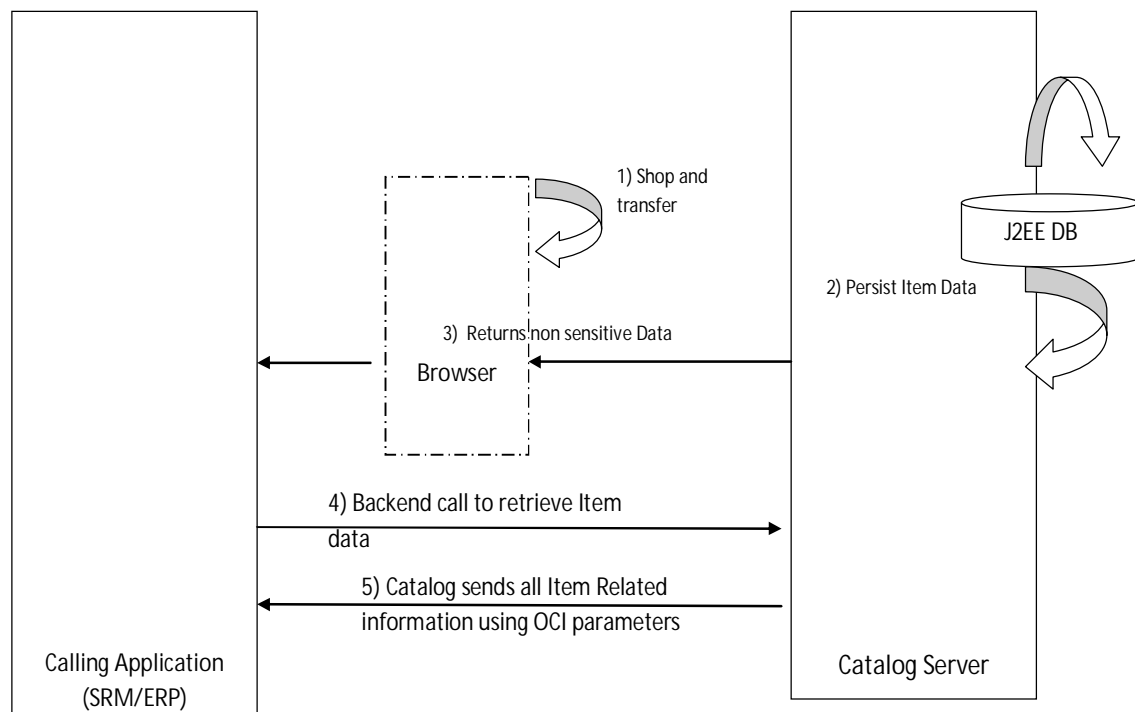 1) Shop and
transfer
J2EE DB
2) Persist Item Data
3) Returns non sensitive Data
Browser
4) Backend call to retrieve Item
data
5) Catalog sends all Item Related
information using OCI parameters
Calling Application
(SRM/ERP)
Catalog Server